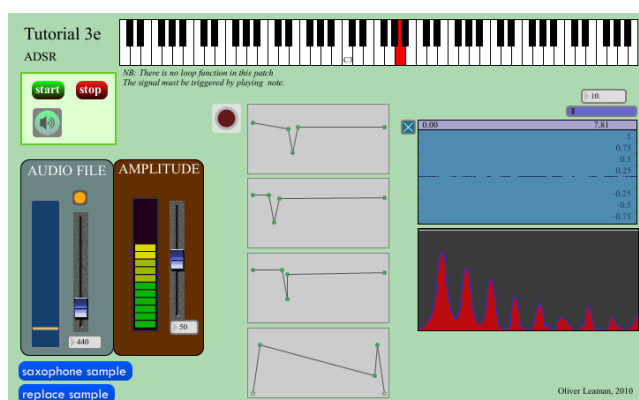 Tutorial 3e
ADSR
C3
NB: There is no loop function in this patch
The signal must be triggered by playing note.
start
stop
10.
0.00
7.81
1
0.75
0.5
0.25
-0.25
-0.5
-0.75
AUDIO FILE
AMPLITUDE
440
50
saxophone sample
replace sample
Oliver Leaman, 2010